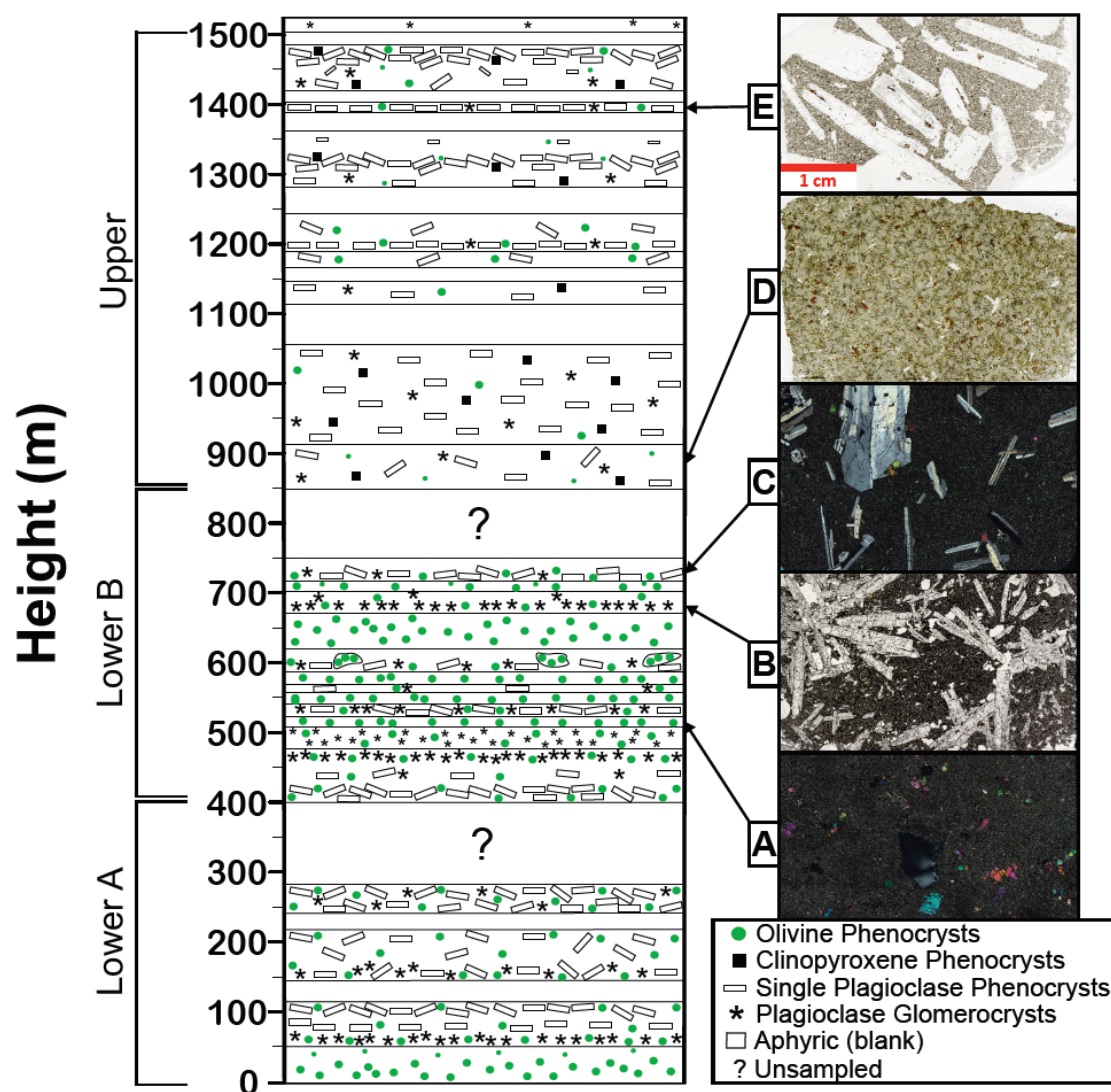 Height (m)
Upper
Lower B
Lower A
1500
1400
1300
1200
1100
1000
900
800
700
600
500
400
300
200
100
0
?
?
E
D
C
B
A
1 cm
Olivine Phenocrysts
Clinopyroxene Phenocrysts
Single Plagioclase Phenocrysts
* Plagioclase Glomerocrysts
Aphyric (blank)
? Unsampled